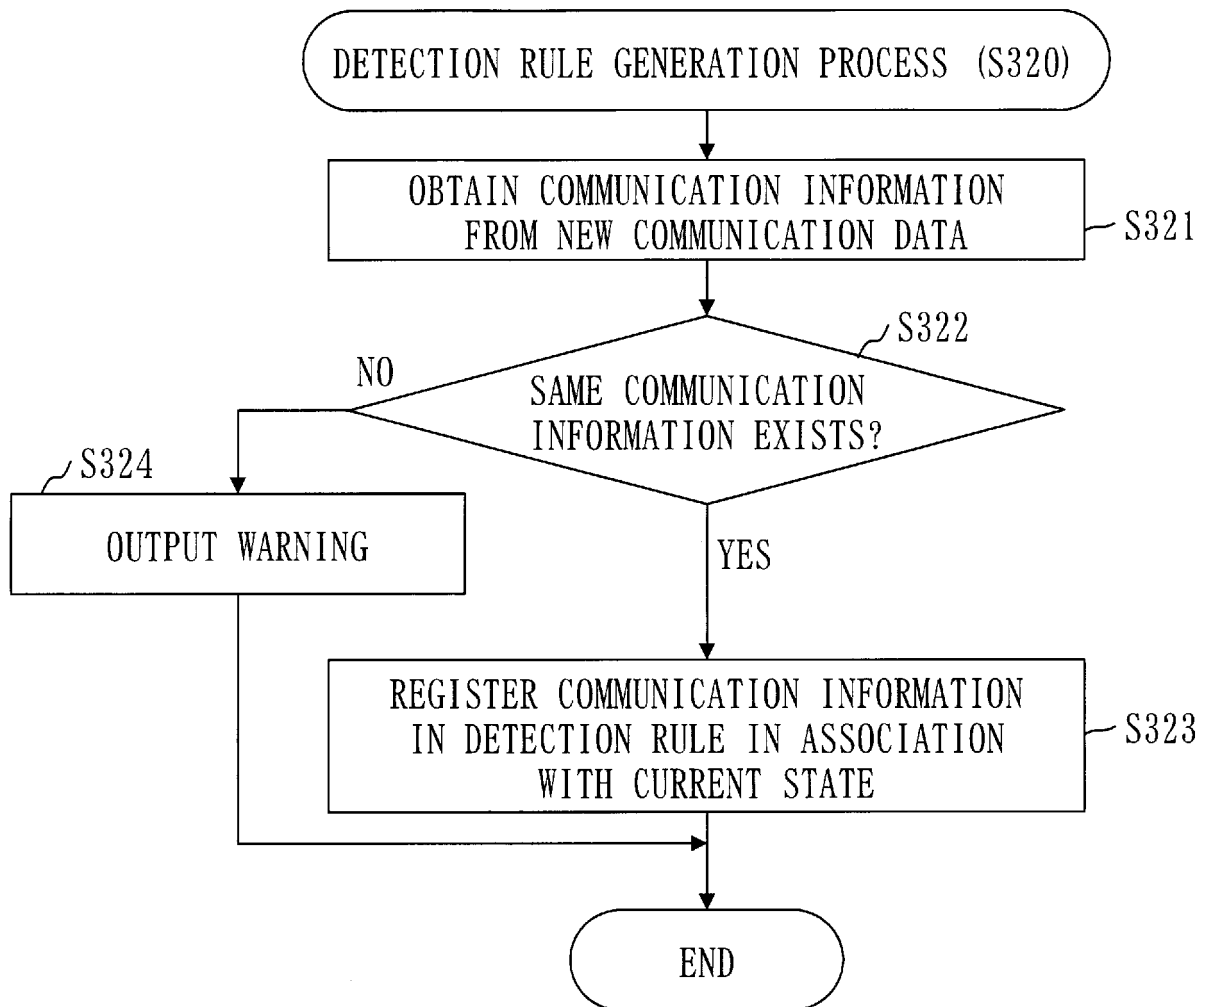 DETECTION RULE GENERATION PROCESS (S320)
OBTAIN COMMUNICATION INFORMATION
FROM NEW COMMUNICATION DATA
S321
S322
NO
SAME COMMUNICATION
INFORMATION EXISTS?
S324
OUTPUT WARNING
YES
REGISTER COMMUNICATION INFORMATION
IN DETECTION RULE IN ASSOCIATION
WITH CURRENT STATE
S323
END